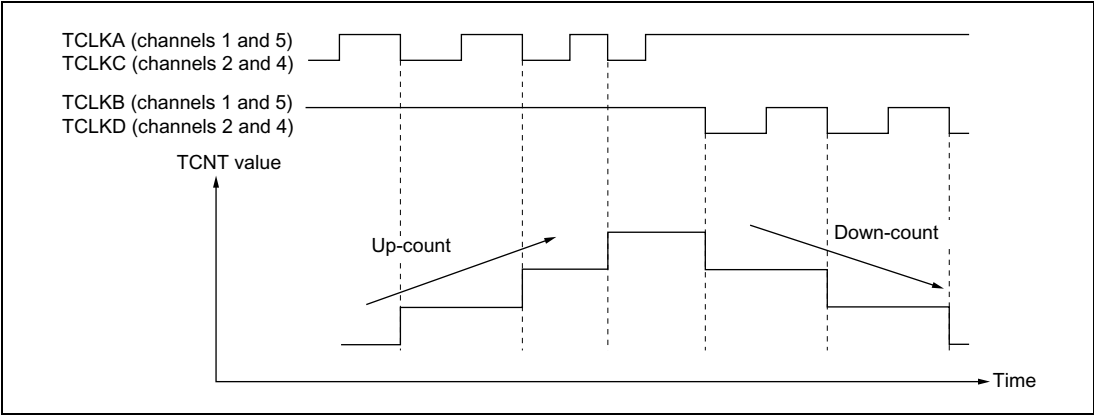 TCLKA (channels 1 and 5)
TCLKC (channels 2 and 4)
TCLKB (channels 1 and 5)
TCLKD (channels 2 and 4)
TCNT value
Up-count
Down-count
Time